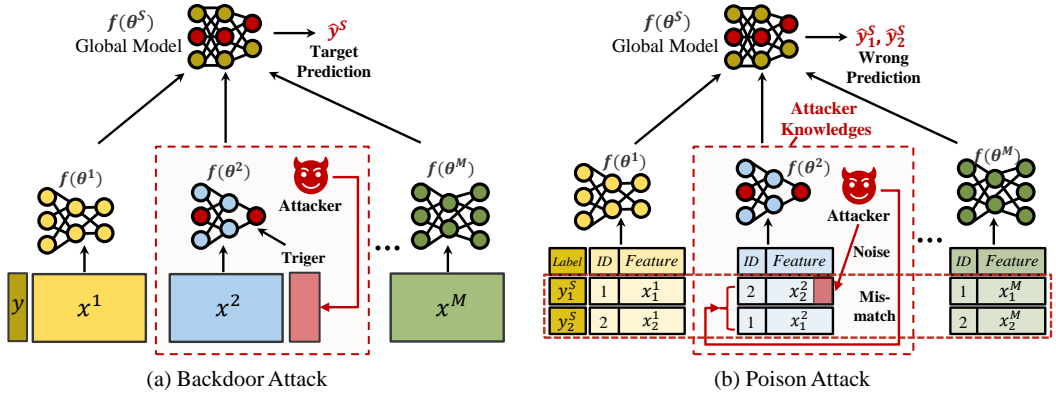 f(θ^S)
Global Model
ŷ^S
Target
Prediction
f(θ^1)
f(θ^2)
f(θ^M)
Attacker
Triger
...
y
x^1
x^2
x^M
(a) Backdoor Attack
f(θ^S)
Global Model
ŷ_1^S, ŷ_2^S
Wrong
Prediction
Attacker
Knowledges
f(θ^1)
f(θ^2)
f(θ^M)
Attacker
Noise
...
Label ID Feature ID Feature ID Feature
y_1^S 1 x_1^1 2 x_2^2 1 x_1^M
Mis-
match
y_2^S 2 x_2^1 1 x_1^2 2 x_2^M
(b) Poison Attack